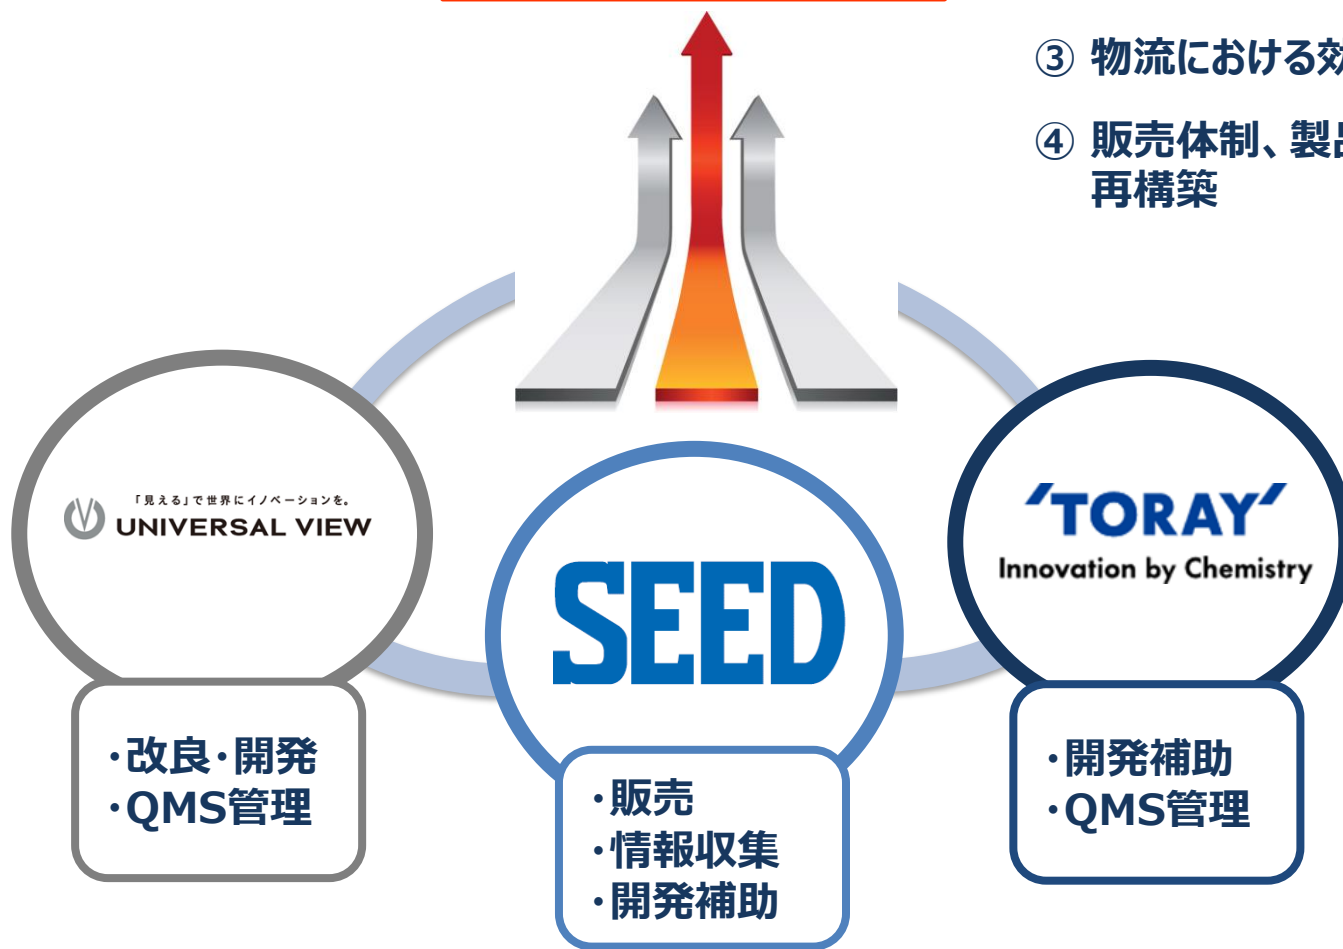 ③ 物流における効
④ 販売体制、製品
再構築
「見える」で世界にイノベーションを。
UNIVERSAL VIEW
・改良・開発
・QMS管理
SEED
・販売
・情報収集
・開発補助
'TORAY'
Innovation by Chemistry
・開発補助
・QMS管理